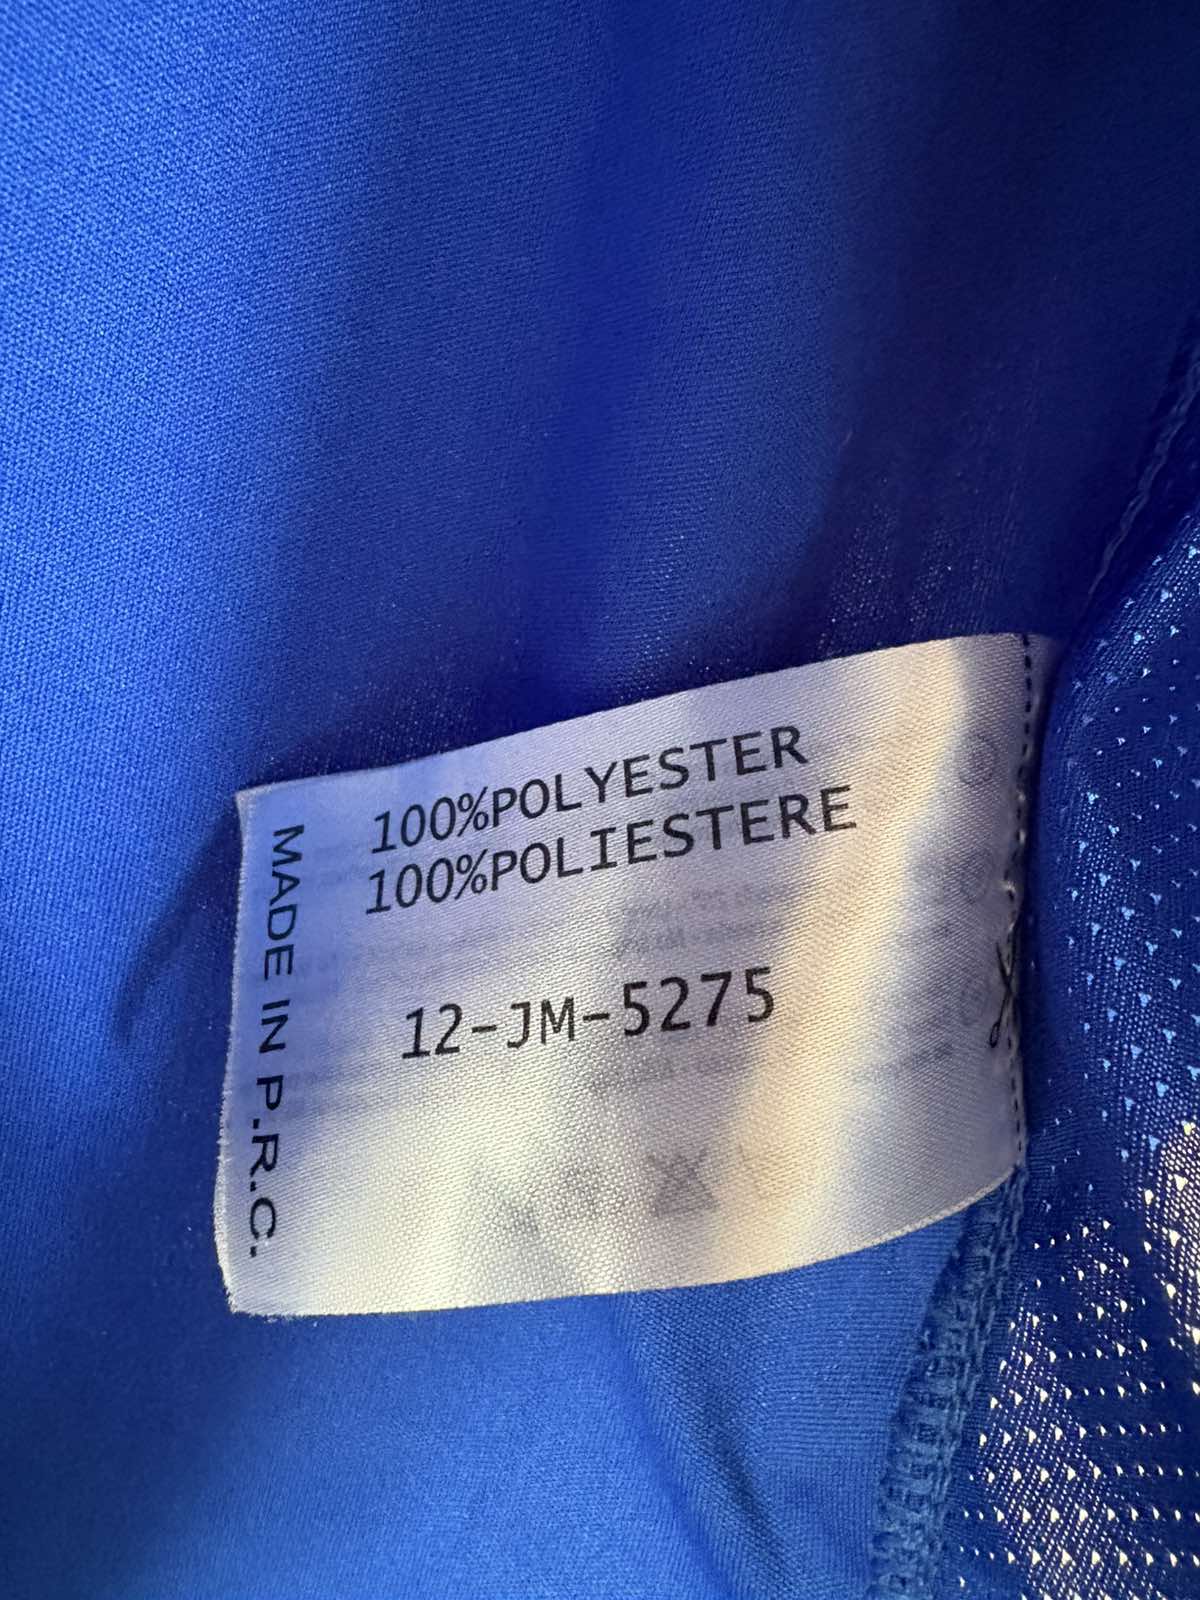 100%POLYESTER
100%POLIESTERE
12-JM-5275
MADE IN P.R.C.